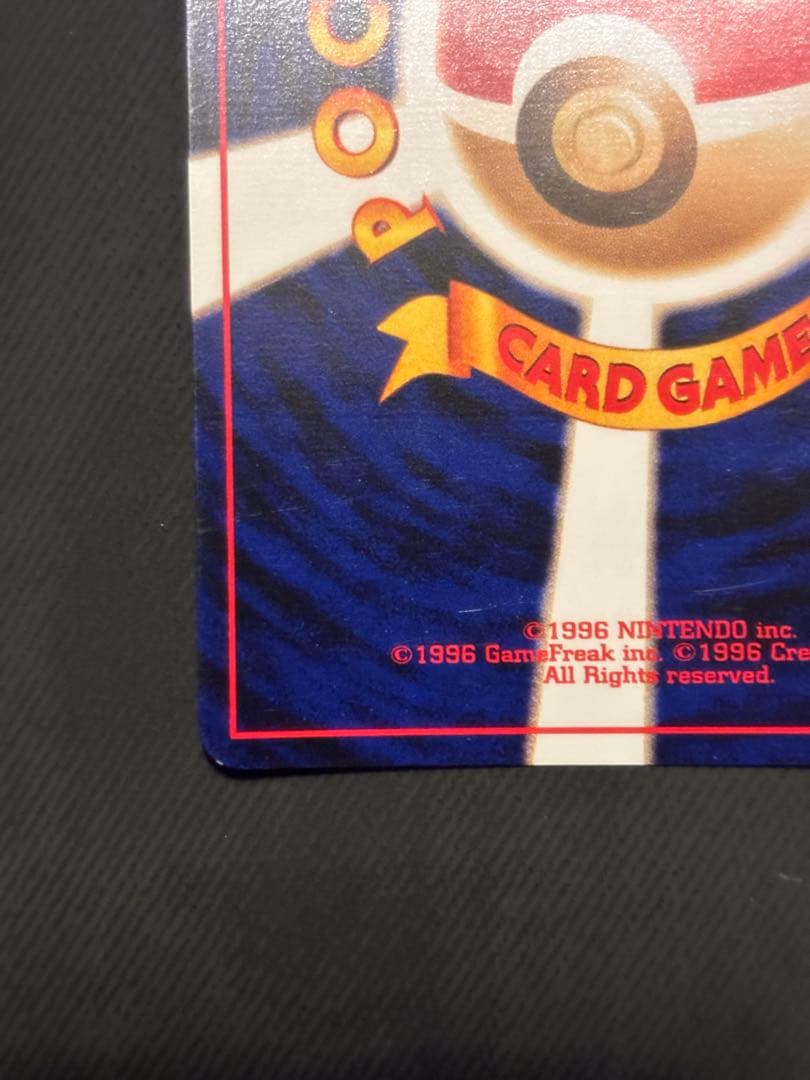 POC
CARD GAME
©1996 NINTENDO inc.
©1996 GameFreak inc. ©1996 Cre
All Rights reserved.